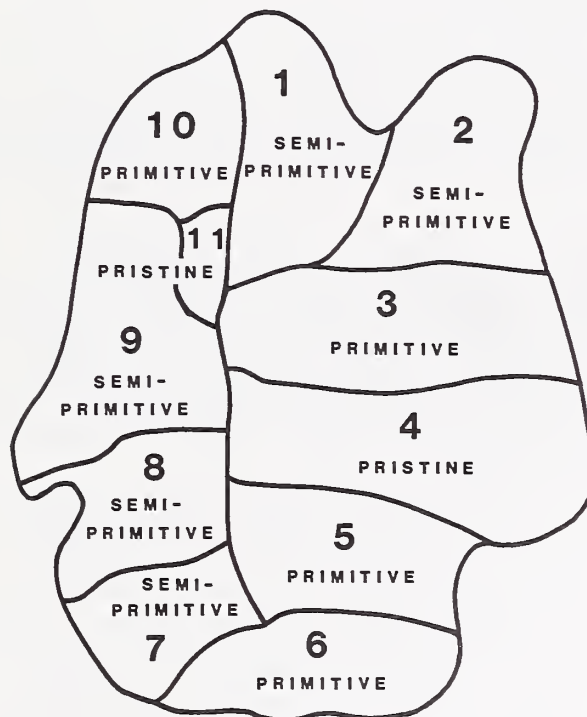 1
SEMI-
PRIMITIVE
2
SEMI-
PRIMITIVE
3
PRIMITIVE
4
PRISTINE
5
PRIMITIVE
6
PRIMITIVE
SEMI-
PRIMITIVE
7
8
SEMI-
PRIMITIVE
9
SEMI-
PRIMITIVE
10
PRIMITIVE
11
PRISTINE